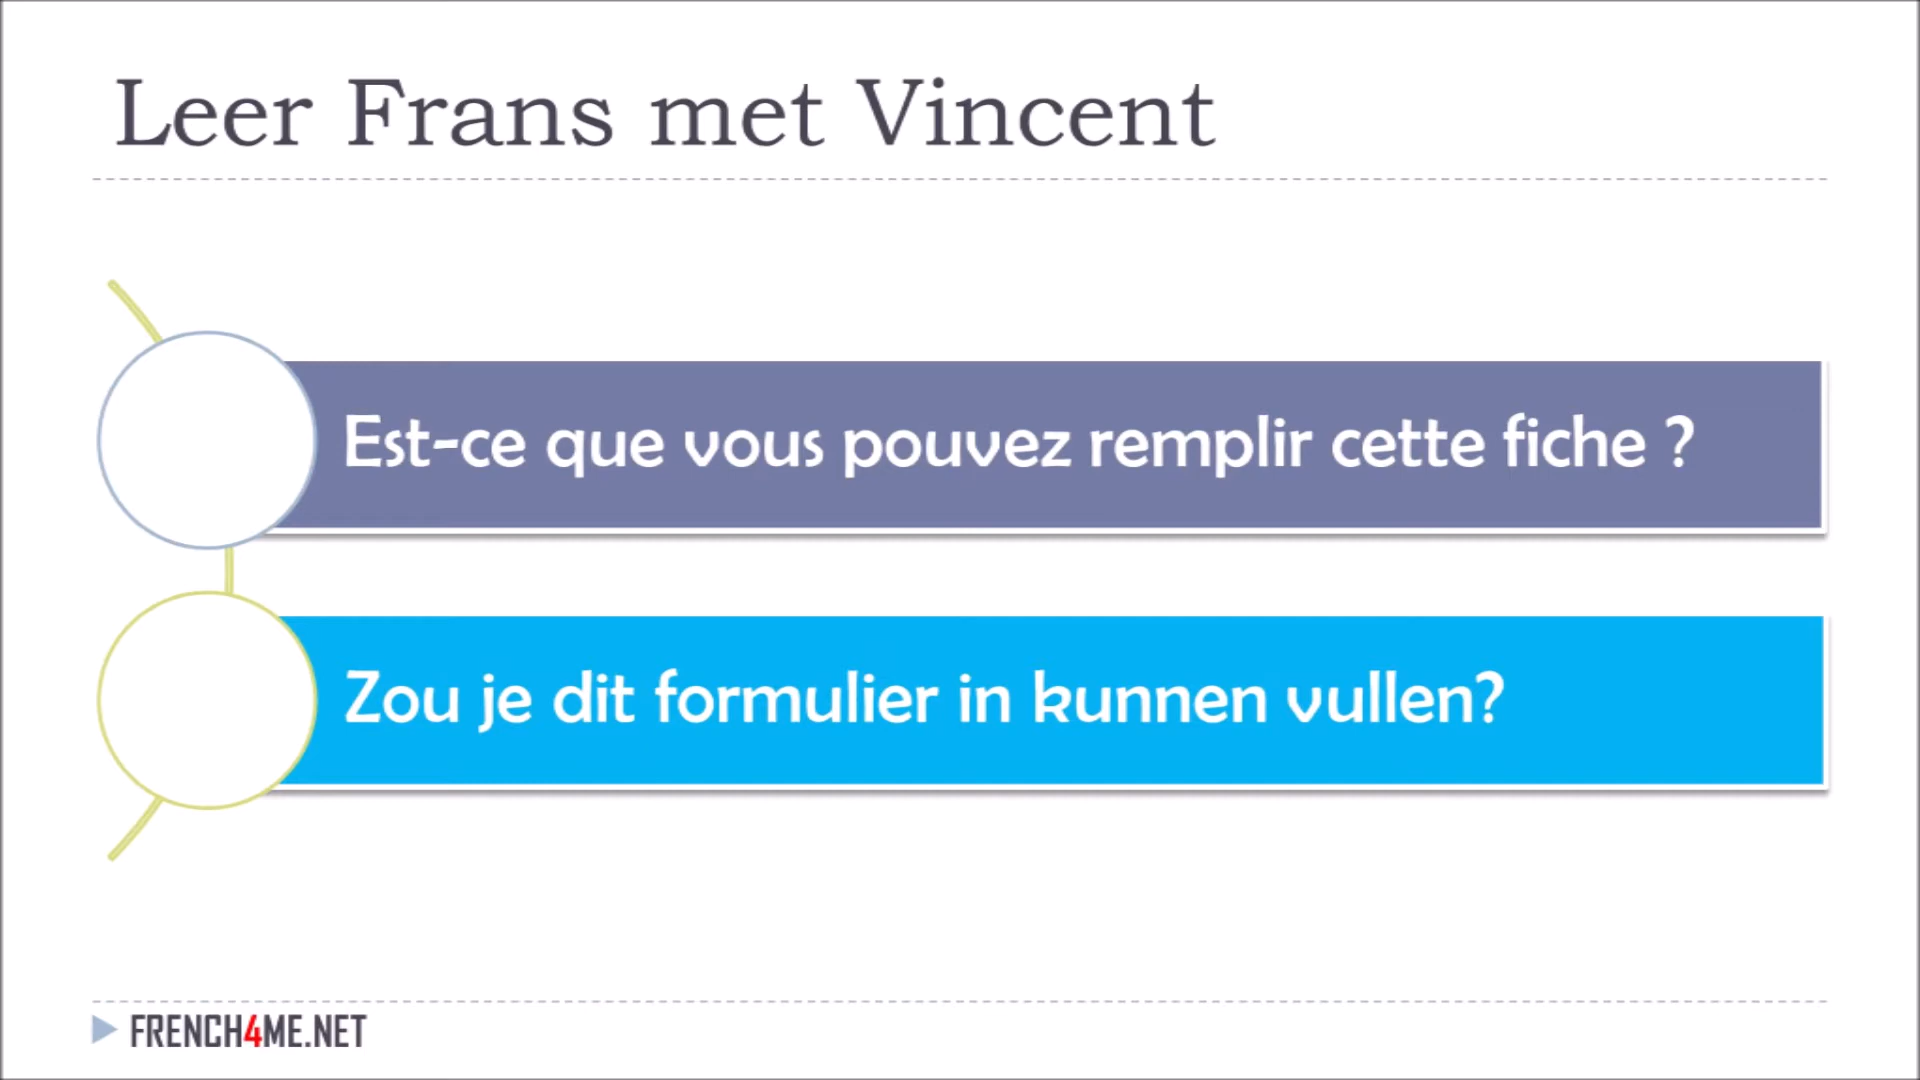 Leer Frans met Vincent
Est-ce que vous pouvez remplir cette fiche ?
Zou je dit formulier in kunnen vullen?
FRENCH4ME.NET